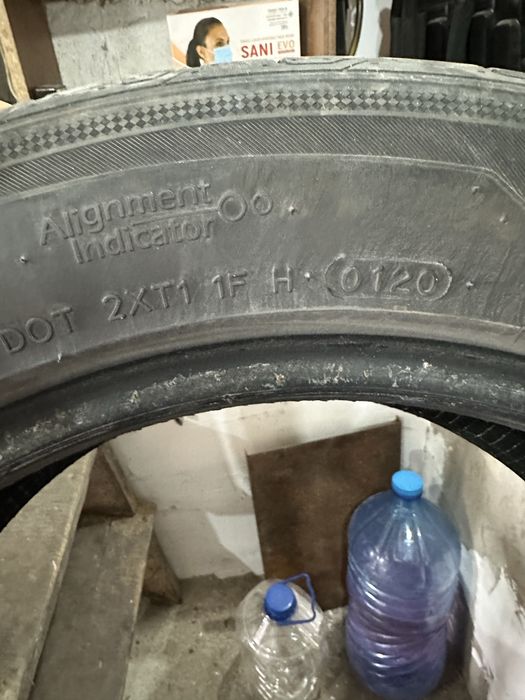 SANI EVO
Alignment
Indicator
DOT 2XT1 1F H 0120